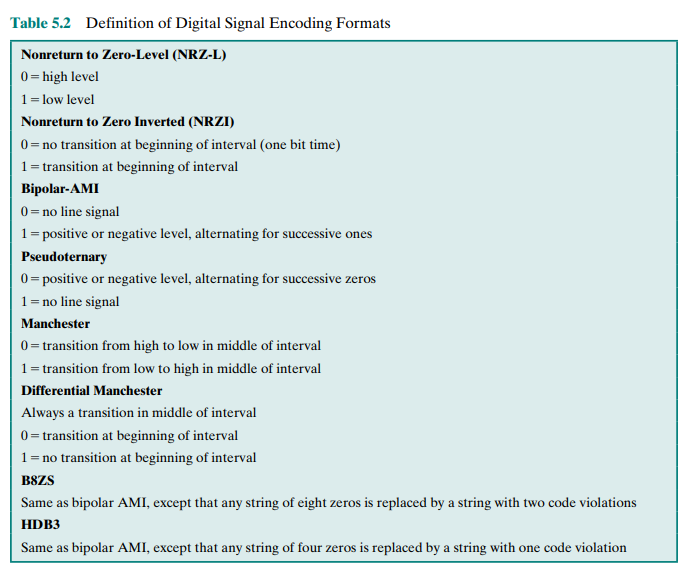 Table 5.2 Definition of Digital Signal Encoding Formats
Nonreturn to Zero-Level (NRZ-L)
0 = high level
1 = low level
Nonreturn to Zero Inverted (NRZI)
0 = no transition at beginning of interval (one bit time)
1 = transition at beginning of interval
Bipolar-AMI
0 = no line signal
1 = positive or negative level, alternating for successive ones
Pseudoternary
0 = positive or negative level, alternating for successive zeros
1 = no line signal
Manchester
0 = transition from high to low in middle of interval
1 = transition from low to high in middle of interval
Differential Manchester
Always a transition in middle of interval
0 = transition at beginning of interval
1 = no transition at beginning of interval
B8ZS
Same as bipolar AMI, except that any string of eight zeros is replaced by a string with two code violations
HDB3
Same as bipolar AMI, except that any string of four zeros is replaced by a string with one code violation